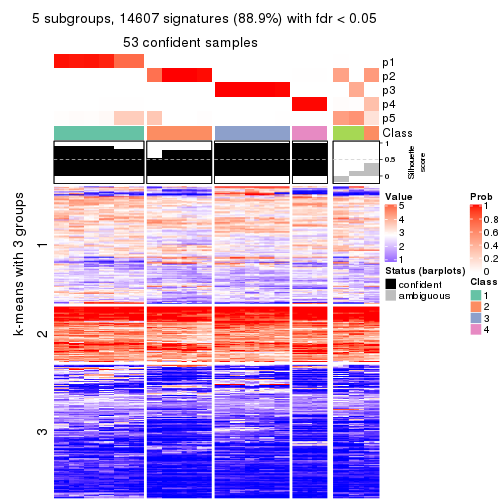 5 subgroups, 14607 signatures (88.9%) with fdr < 0.05
53 confident samples
p1
p2
p3
p4
p5
Class
1
0.5
0
Silhouette
score
k-means with 3 groups
1
2
3
Value
5
4
3
2
1
Prob
1
0.8
0.6
0.4
0.2
0
Status (barplots)
confident
ambiguous
Class
1
2
3
4